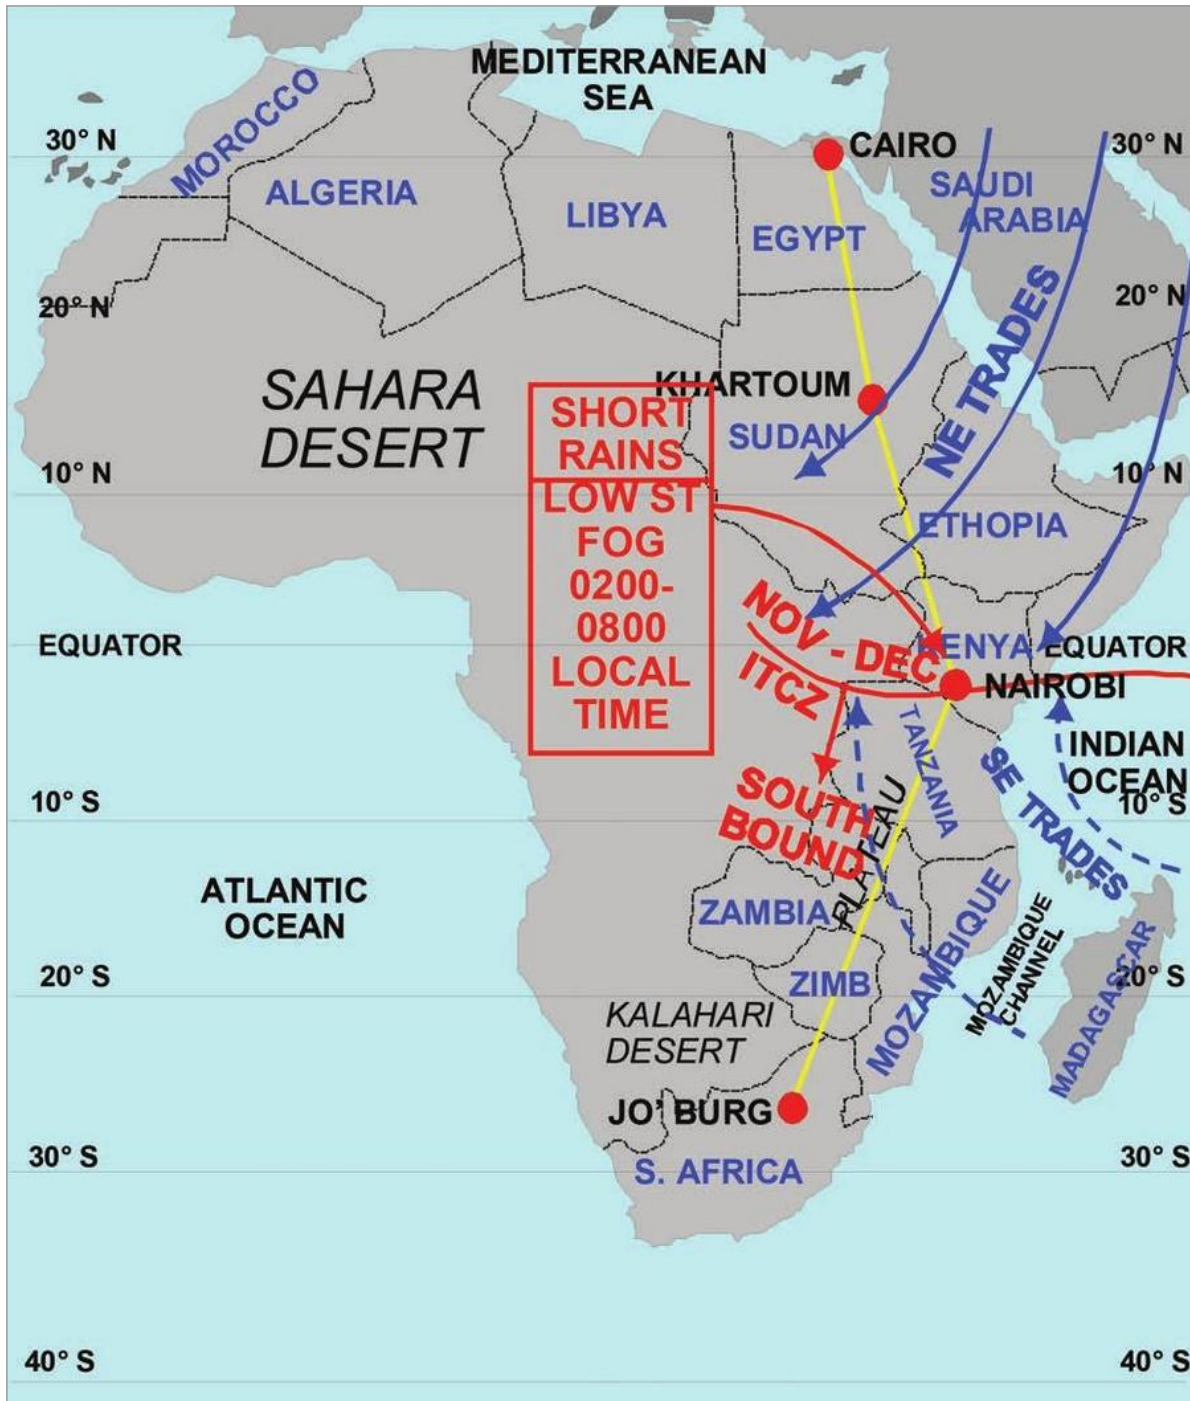 MEDITERRANEAN
SEA
30° N
MOROCCO
ALGERIA
LIBYA
EGYPT
CAIRO
30° N
SAUDI
ARABIA
20° N
20° N
NE TRADES
SAHARA
DESERT
KHARTOUM
SUDAN
SHORT
RAINS
LOW ST
FOG
0200-
0800
LOCAL
TIME
10° N
10° N
ETHOPIA
EQUATOR
NOV - DEC
ITCZ
KENYA
EQUATOR
NAIROBI
TANZANIA
INDIAN
OCEAN
SE TRADES
10° S
10° S
SOUTH
BOUND
PLATEAU
ATLANTIC
OCEAN
ZAMBIA
MOZAMBIQUE
MOZAMBIQUE
CHANNEL
MADAGASCAR
20° S
20° S
ZIMB
KALAHARI
DESERT
JO' BURG
30° S
30° S
S. AFRICA
40° S
40° S